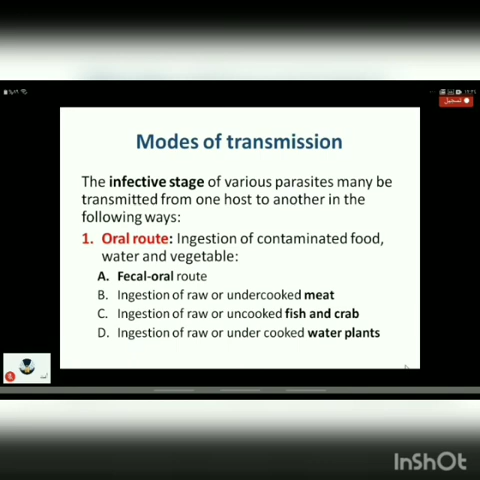 تسجيل
Modes of transmission
The infective stage of various parasites many be
transmitted from one host to another in the
following ways:
1. Oral route: Ingestion of contaminated food,
water and vegetable:
A. Fecal-oral route
B. Ingestion of raw or undercooked meat
C. Ingestion of raw or uncooked fish and crab
D. Ingestion of raw or under cooked water plants
InShOt